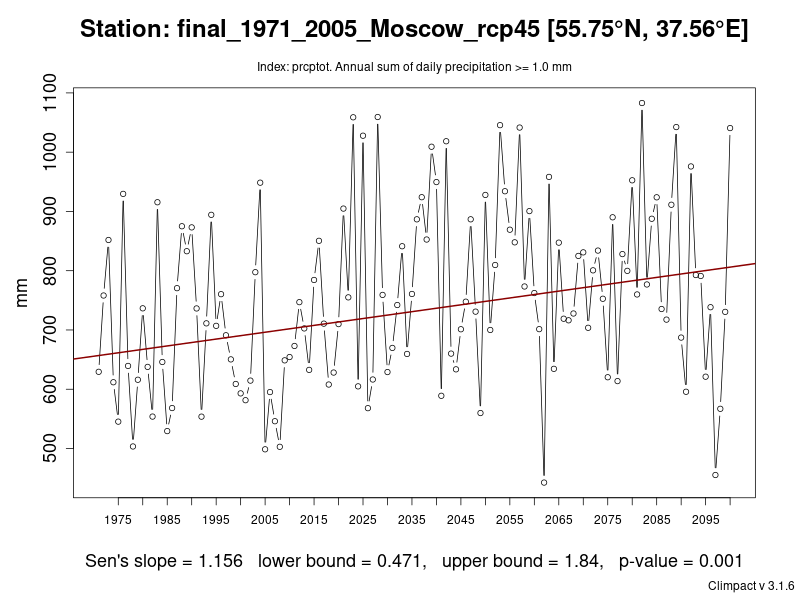 Station: final_1971_2005_Moscow_rcp45 [55.75°N, 37.56°E]
Index: prcptot. Annual sum of daily precipitation >= 1.0 mm
1100
1000
900
800
700
600
500
mm
1975 1985 1995 2005 2015 2025 2035 2045 2055 2065 2075 2085 2095
Sen's slope = 1.156 lower bound = 0.471, upper bound = 1.84, p-value = 0.001
Climpact v 3.1.6